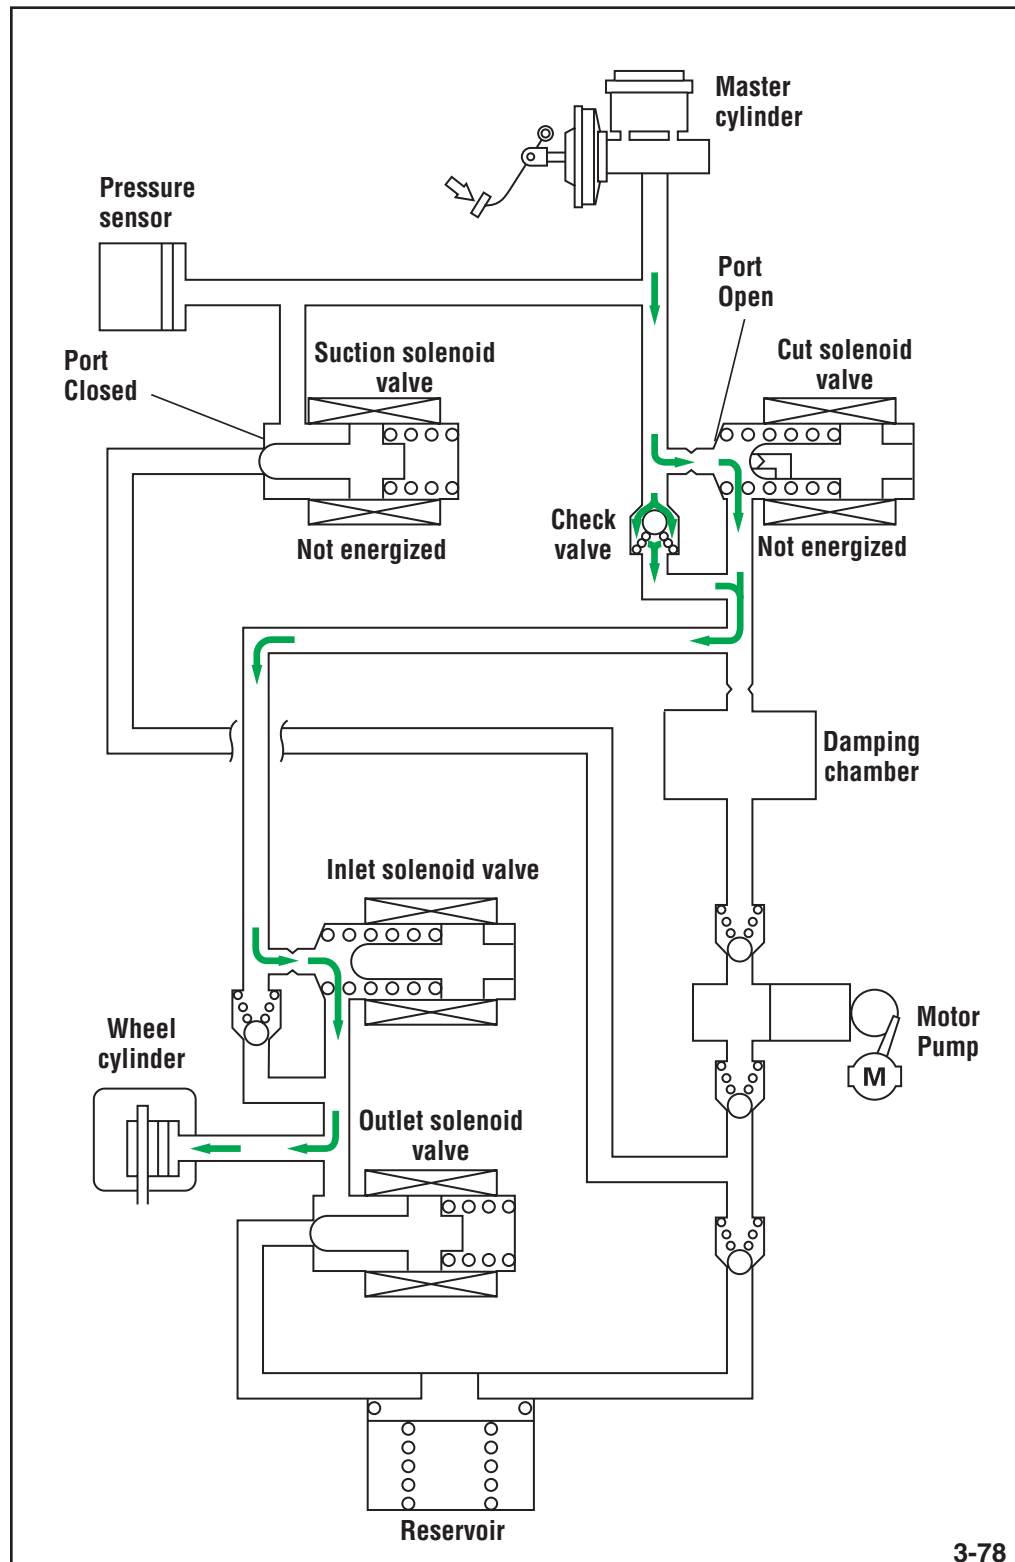 Master
cylinder
Pressure
sensor
Port
Open
Port
Closed
Suction solenoid
valve
Cut solenoid
valve
Check
valve
Not energized
Not energized
Damping
chamber
Inlet solenoid valve
Wheel
cylinder
Motor
Pump
M
Outlet solenoid
valve
Reservoir
3-78